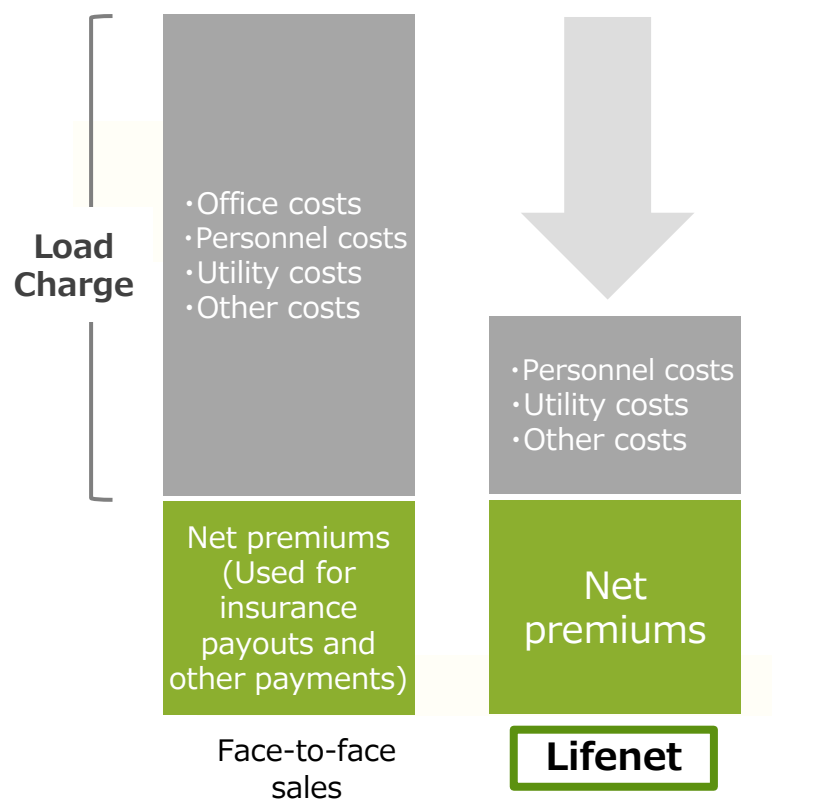 Load
Charge
・Office costs
・Personnel costs
・Utility costs
・Other costs
Net premiums
(Used for
insurance
payouts and
other payments)
Face-to-face
sales
・Personnel costs
・Utility costs
・Other costs
Net
premiums
Lifenet